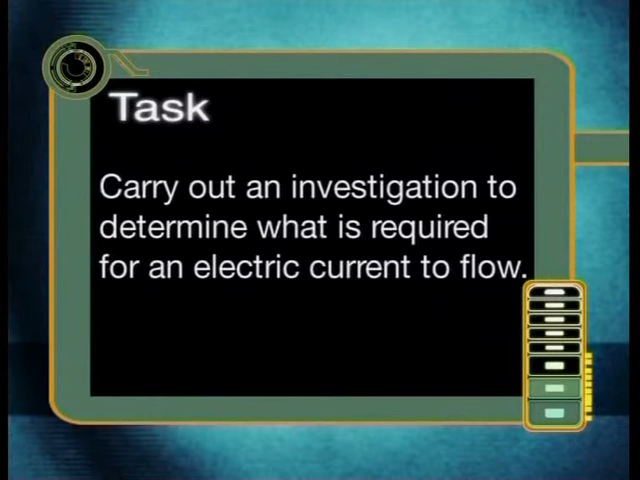 Task
Carry out an investigation to
determine what is required
for an electric current to flow.